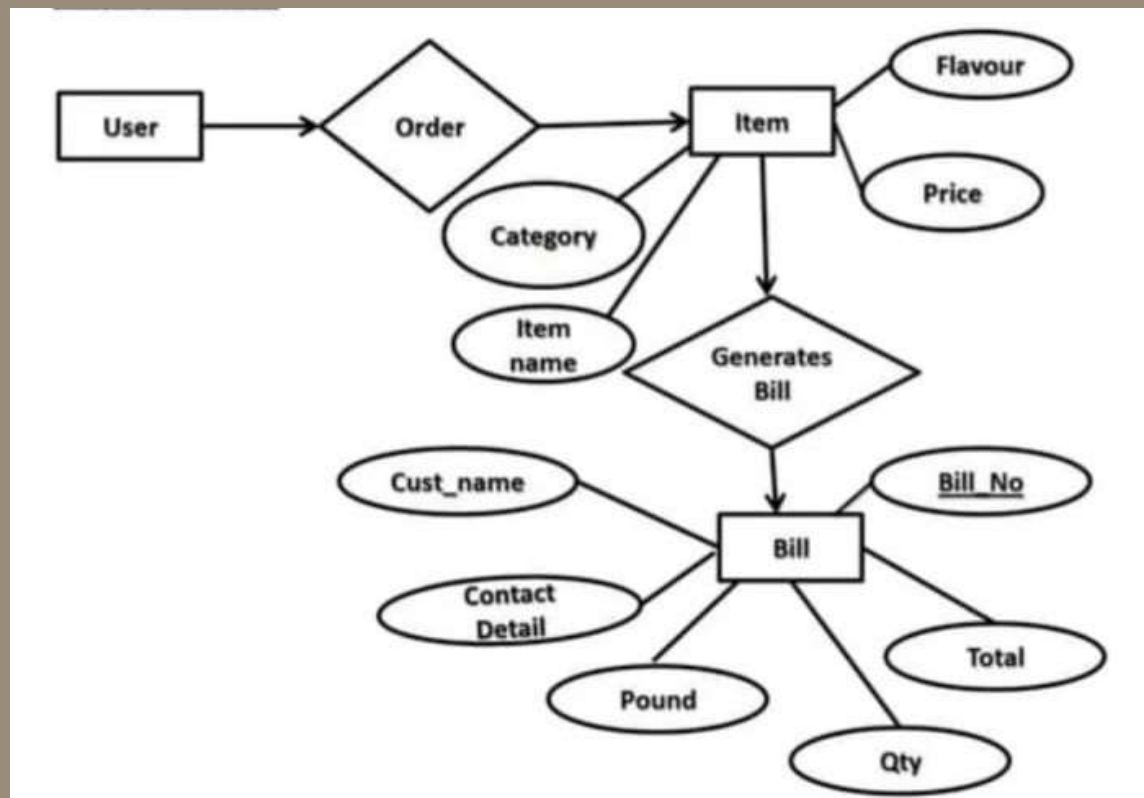 Flavour
User
Order
Item
Price
Category
Item
name
Generates
Bill
Cust_name
Bill_No
Bill
Contact
Detail
Total
Pound
Qty